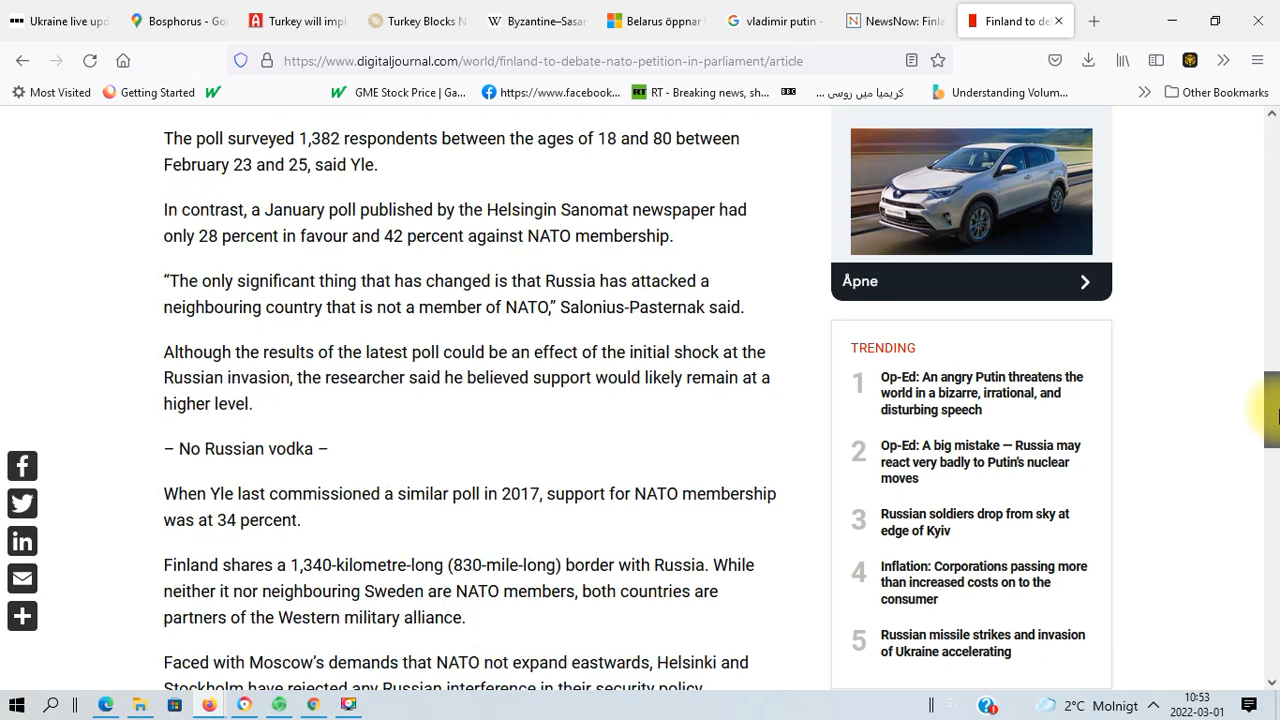 Ukraine live up
Bosphorus - Go
Turkey will impl
Turkey Blocks N
Byzantine–Sasar
Belarus öppnar
vladimir putin -
NewsNow: Finla
Finland to de
https://www.digitaljournal.com/world/finland-to-debate-nato-petition-in-parliament/article
Most Visited
Getting Started
GME Stock Price | Ga...
https://www.facebook...
RT - Breaking news, sh...
BBC
کریمیا میں روسی ...
Understanding Volum...
Other Bookmarks
The poll surveyed 1,382 respondents between the ages of 18 and 80 between
February 23 and 25, said Yle.
In contrast, a January poll published by the Helsingin Sanomat newspaper had
only 28 percent in favour and 42 percent against NATO membership.
“The only significant thing that has changed is that Russia has attacked a
neighbouring country that is not a member of NATO,” Salonius-Pasternak said.
Although the results of the latest poll could be an effect of the initial shock at the
Russian invasion, the researcher said he believed support would likely remain at a
higher level.
– No Russian vodka –
When Yle last commissioned a similar poll in 2017, support for NATO membership
was at 34 percent.
Finland shares a 1,340-kilometre-long (830-mile-long) border with Russia. While
neither it nor neighbouring Sweden are NATO members, both countries are
partners of the Western military alliance.
Faced with Moscow’s demands that NATO not expand eastwards, Helsinki and
Stockholm have rejected any Russian interference in their security policy
Åpne
TRENDING
1
Op-Ed: An angry Putin threatens the
world in a bizarre, irrational, and
disturbing speech
2
Op-Ed: A big mistake — Russia may
react very badly to Putin’s nuclear
moves
3
Russian soldiers drop from sky at
edge of Kyiv
4
Inflation: Corporations passing more
than increased costs on to the
consumer
5
Russian missile strikes and invasion
of Ukraine accelerating
2°C Molnigt
10:53
2022-03-01